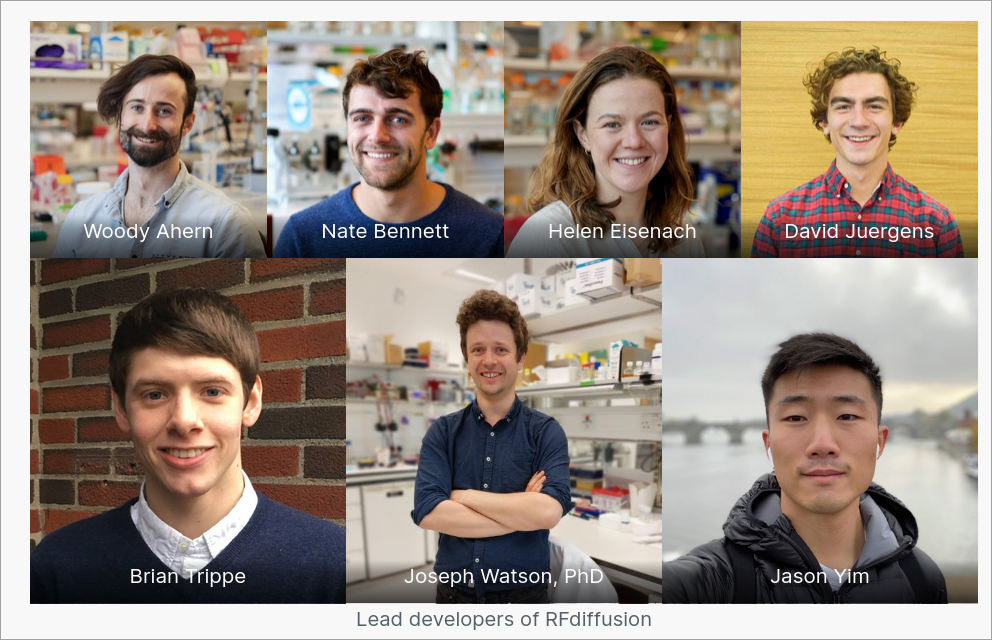 Woody Ahern
Nate Bennett
Helen Eisenach
David Juergens
Brian Trippe
Joseph Watson, PhD
Jason Yim
Lead developers of RFdiffusion